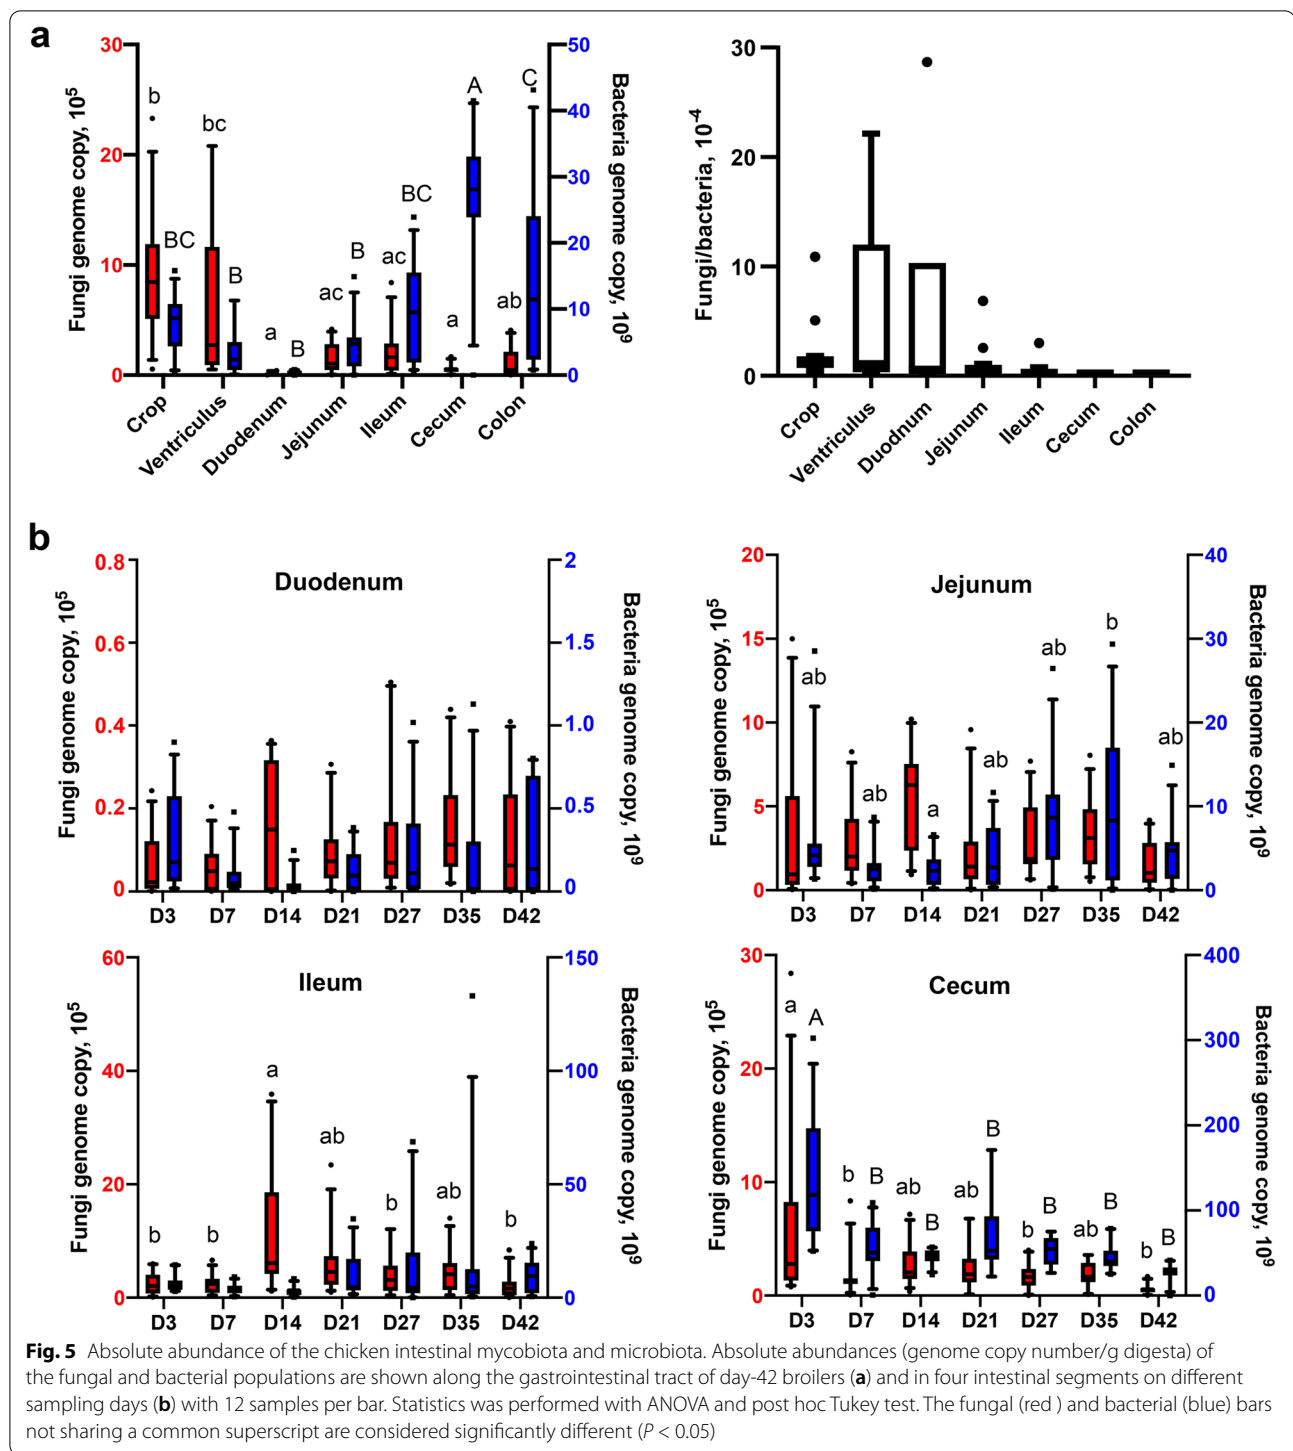 a
30
20
10
0
Fungi genome copy, 10⁵
50
40
30
20
10
0
Bacteria genome copy, 10⁹
b
BC
bc
B
a
B
ac
B
ac
BC
a
A
ab
C
Crop
Ventriculus
Duodenum
Jejunum
Ileum
Cecum
Colon
30
20
10
0
Fungi/bacteria, 10⁻⁴
Crop
Ventriculus
Duodnum
Jejunum
Ileum
Cecum
Colon
b
Duodenum
0.8
0.6
0.4
0.2
0
Fungi genome copy, 10⁵
2
1.5
1.0
0.5
0
Bacteria genome copy, 10⁹
D3 D7 D14 D21 D27 D35 D42
Jejunum
20
15
10
5
0
Fungi genome copy, 10⁵
40
30
20
10
0
Bacteria genome copy, 10⁹
ab
ab
a
ab
ab
b
ab
D3 D7 D14 D21 D27 D35 D42
Ileum
60
40
20
0
Fungi genome copy, 10⁵
150
100
50
0
Bacteria genome copy, 10⁹
b
b
a
ab
b
ab
b
D3 D7 D14 D21 D27 D35 D42
Cecum
30
20
10
0
Fungi genome copy, 10⁵
400
300
200
100
0
Bacteria genome copy, 10⁹
a
A
b
B
ab
B
ab
B
b
B
ab
B
b
B
D3 D7 D14 D21 D27 D35 D42
Fig. 5 Absolute abundance of the chicken intestinal mycobiota and microbiota. Absolute abundances (genome copy number/g digesta) of
the fungal and bacterial populations are shown along the gastrointestinal tract of day-42 broilers (a) and in four intestinal segments on different
sampling days (b) with 12 samples per bar. Statistics was performed with ANOVA and post hoc Tukey test. The fungal (red ) and bacterial (blue) bars
not sharing a common superscript are considered significantly different (P < 0.05)